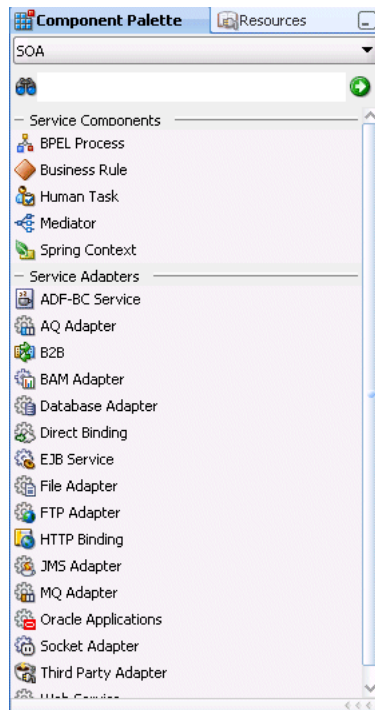 Component Palette
Resources
SOA
Service Components
BPEL Process
Business Rule
Human Task
Mediator
Spring Context
Service Adapters
ADF-BC Service
AQ Adapter
B2B
BAM Adapter
Database Adapter
Direct Binding
EJB Service
File Adapter
FTP Adapter
HTTP Binding
JMS Adapter
MQ Adapter
Oracle Applications
Socket Adapter
Third Party Adapter
Web Service